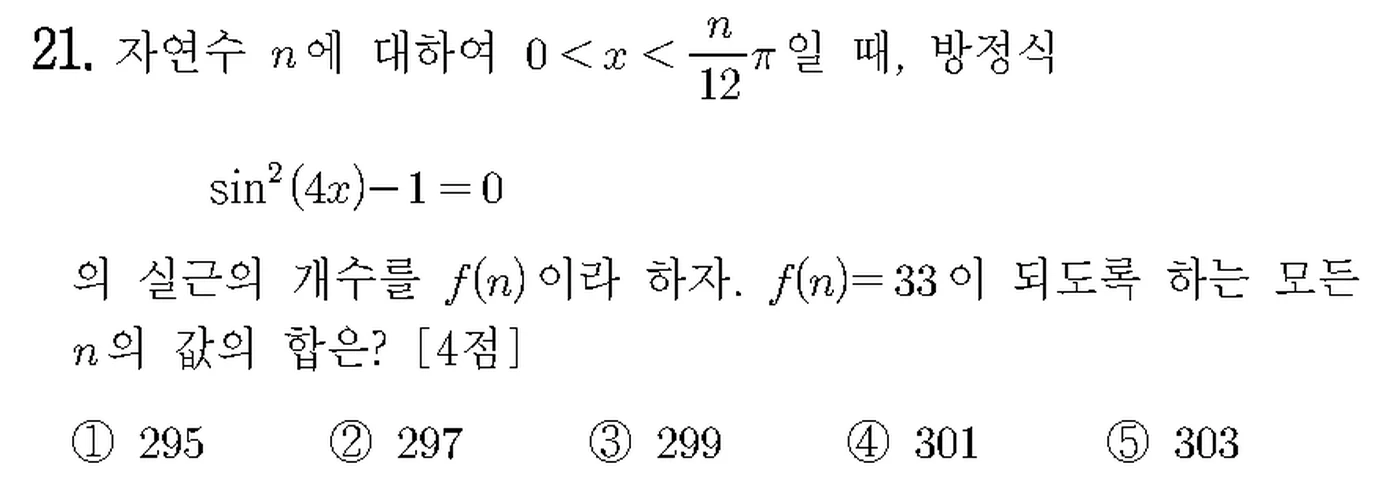 21. 자연수 n에 대하여 0 < x < \frac{n}{12}π일 때, 방정식
sin²(4x)−1=0
의 실근의 개수를 f(n)이라 하자. f(n)=33이 되도록 하는 모든
n의 값의 합은? [4점]
① 295 ② 297 ③ 299 ④ 301 ⑤ 303